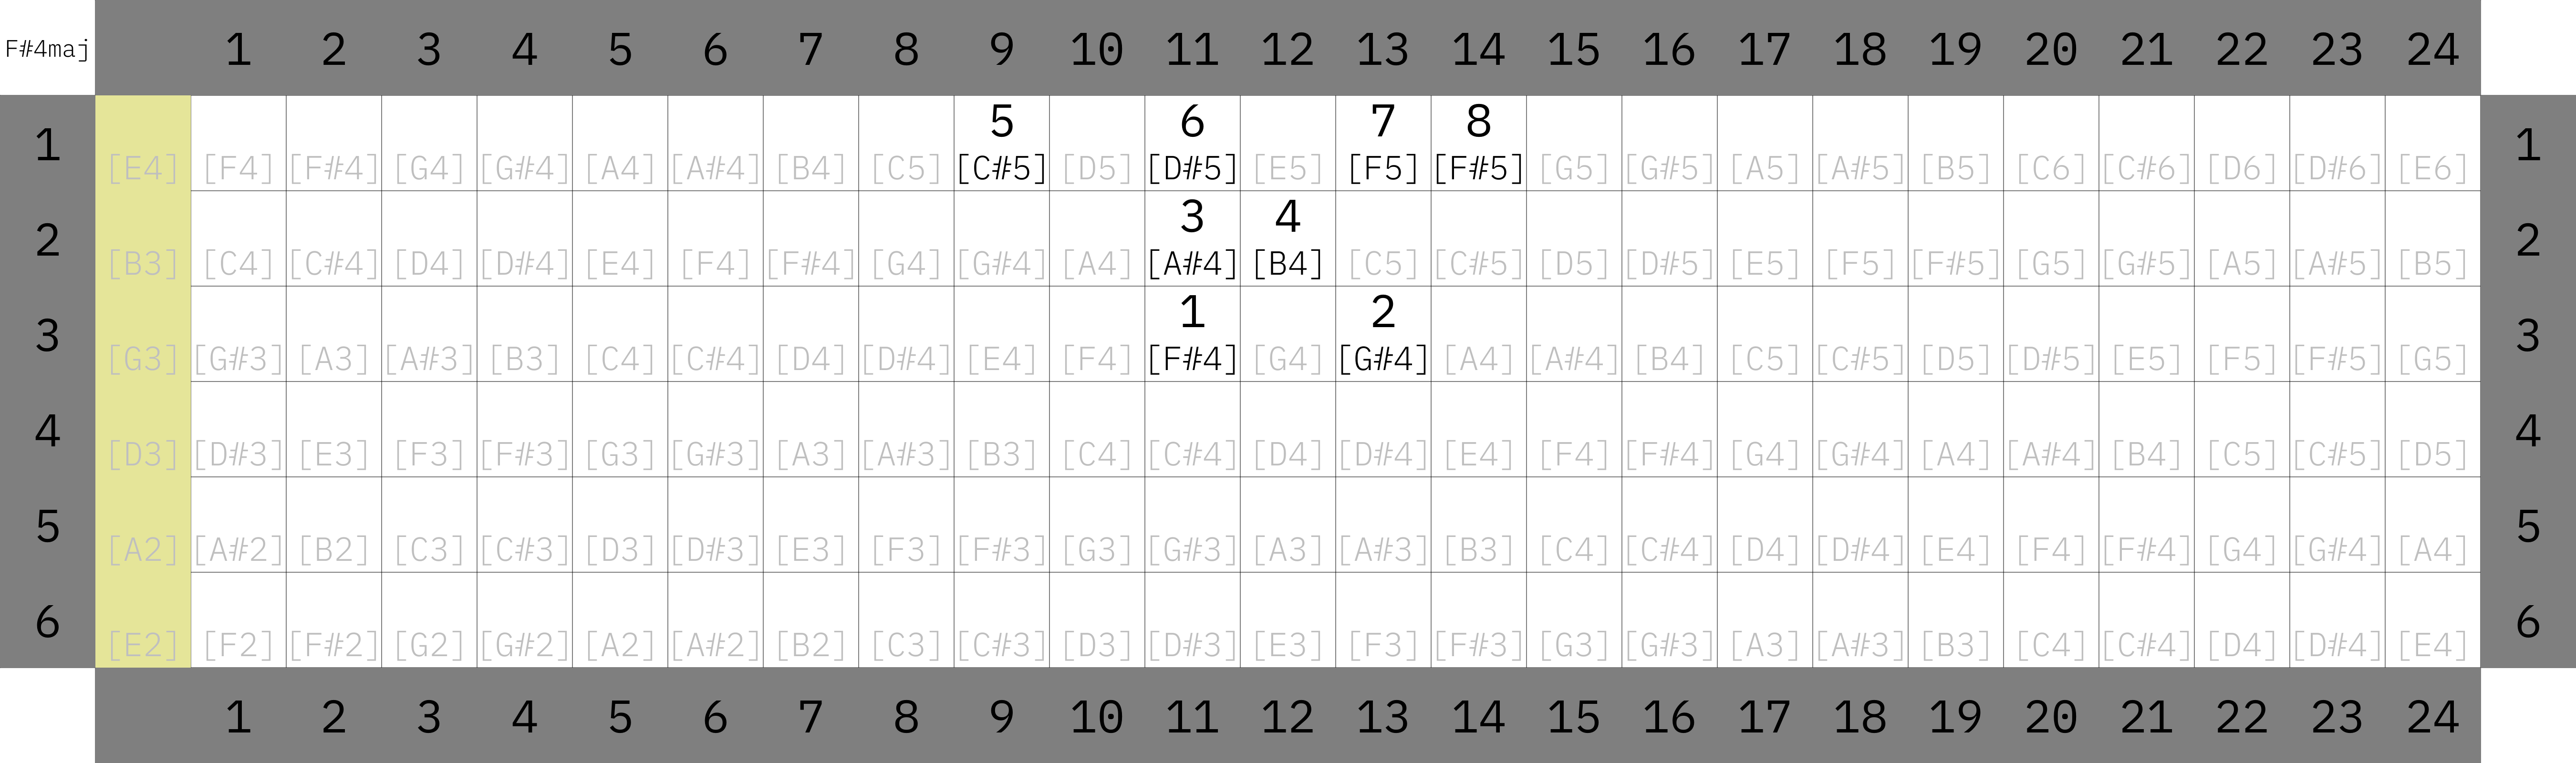 F#4maj 1 2 3 4 5 6 7 8 9 10 11 12 13 14 15 16 17 18 19 20 21 22 23 24
5 6 7 8
1 [E4] [F4] [F#4] [G4] [G#4] [A4] [A#4] [B4] [C5] [C#5] [D5] [D#5] [E5] [F5] [F#5] [G5] [G#5] [A5] [A#5] [B5] [C6] [C#6] [D6] [D#6] [E6] 1
3 4
2 [B3] [C4] [C#4] [D4] [D#4] [E4] [F4] [F#4] [G4] [G#4] [A4] [A#4] [B4] [C5] [C#5] [D5] [D#5] [E5] [F5] [F#5] [G5] [G#5] [A5] [A#5] [B5] 2
1 2
3 [G3] [G#3] [A3] [A#3] [B3] [C4] [C#4] [D4] [D#4] [E4] [F4] [F#4] [G4] [G#4] [A4] [A#4] [B4] [C5] [C#5] [D5] [D#5] [E5] [F5] [F#5] [G5] 3
4 [D3] [D#3] [E3] [F3] [F#3] [G3] [G#3] [A3] [A#3] [B3] [C4] [C#4] [D4] [D#4] [E4] [F4] [F#4] [G4] [G#4] [A4] [A#4] [B4] [C5] [C#5] [D5] 4
5 [A2] [A#2] [B2] [C3] [C#3] [D3] [D#3] [E3] [F3] [F#3] [G3] [G#3] [A3] [A#3] [B3] [C4] [C#4] [D4] [D#4] [E4] [F4] [F#4] [G4] [G#4] [A4] 5
6 [E2] [F2] [F#2] [G2] [G#2] [A2] [A#2] [B2] [C3] [C#3] [D3] [D#3] [E3] [F3] [F#3] [G3] [G#3] [A3] [A#3] [B3] [C4] [C#4] [D4] [D#4] [E4] 6
1 2 3 4 5 6 7 8 9 10 11 12 13 14 15 16 17 18 19 20 21 22 23 24